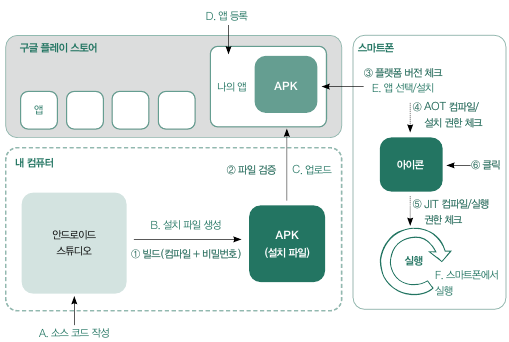 D. 앱 등록
구글 플레이 스토어
앱
나의 앱
APK
스마트폰
③ 플랫폼 버전 체크
E. 앱 선택/설치
④ AOT 컴파일/
설치 권한 체크
아이콘
⑥ 클릭
⑤ JIT 컴파일/실행
권한 체크
실행
F. 스마트폰에서
실행
내 컴퓨터
② 파일 검증
C. 업로드
안드로이드
스튜디오
B. 설치 파일 생성
① 빌드(컴파일 + 비밀번호)
APK
(설치 파일)
A. 소스 코드 작성